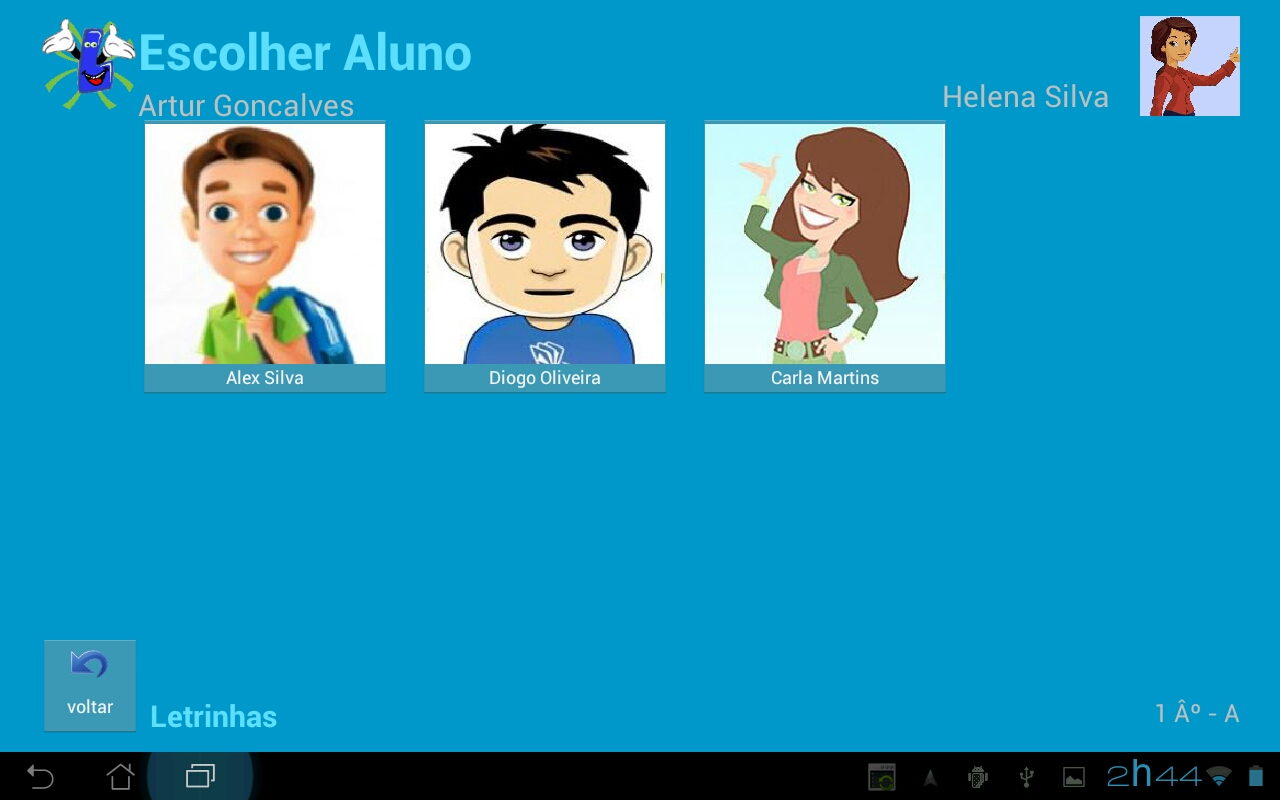 Escolher Aluno
Artur Goncalves
Helena Silva
Alex Silva
Diogo Oliveira
Carla Martins
voltar
Letrinhas
1 Âº - A
2h44